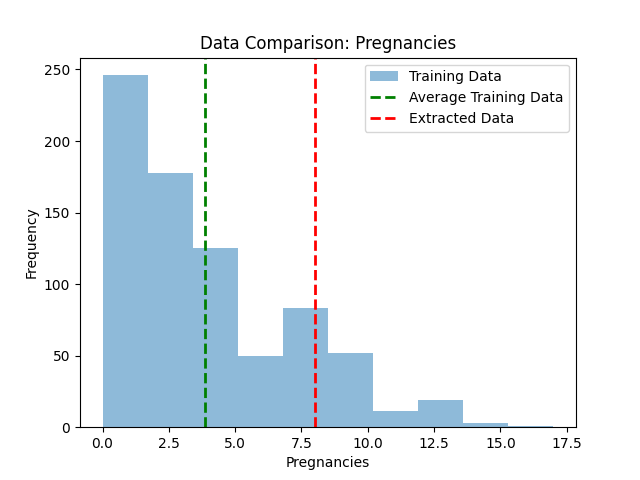 Data Comparison: Pregnancies
Training Data
Average Training Data
Extracted Data
Frequency
250
200
150
100
50
0
0.0 2.5 5.0 7.5 10.0 12.5 15.0 17.5
Pregnancies